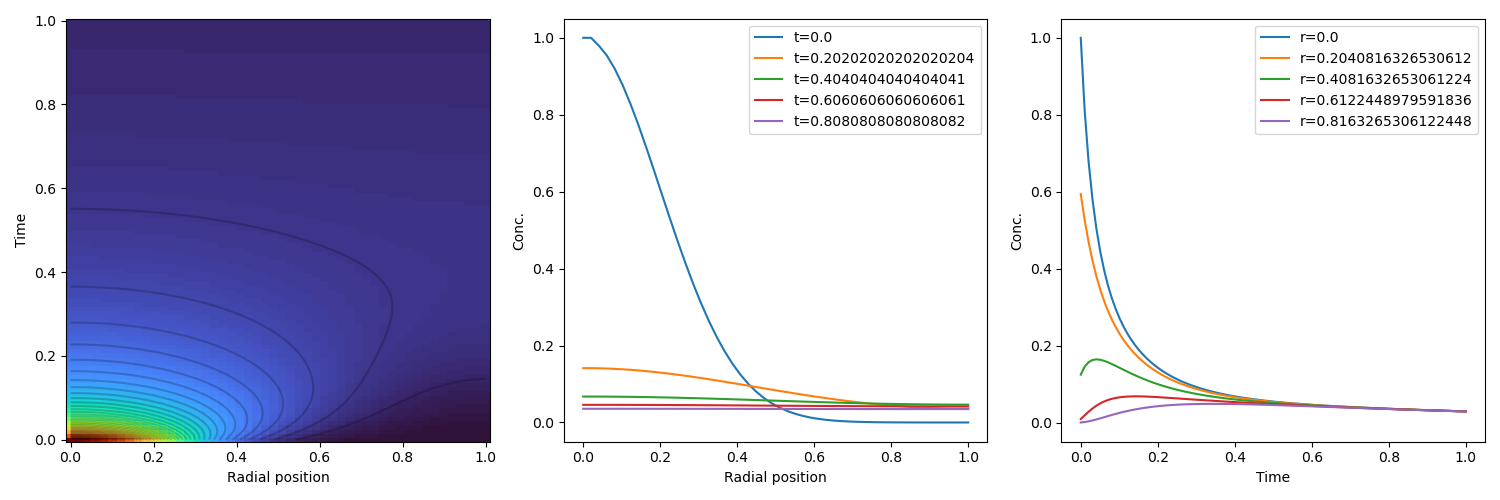 1.0
0.8
0.6
0.4
0.2
0.0
Time
0.0
0.2
0.4
0.6
0.8
1.0
Radial position
1.0
0.8
0.6
0.4
0.2
0.0
Conc.
t=0.0
t=0.20202020202020204
t=0.4040404040404041
t=0.6060606060606061
t=0.8080808080808082
0.0
0.2
0.4
0.6
0.8
1.0
Radial position
1.0
0.8
0.6
0.4
0.2
0.0
Conc.
r=0.0
r=0.2040816326530612
r=0.4081632653061224
r=0.6122448979591836
r=0.8163265306122448
0.0
0.2
0.4
0.6
0.8
1.0
Time